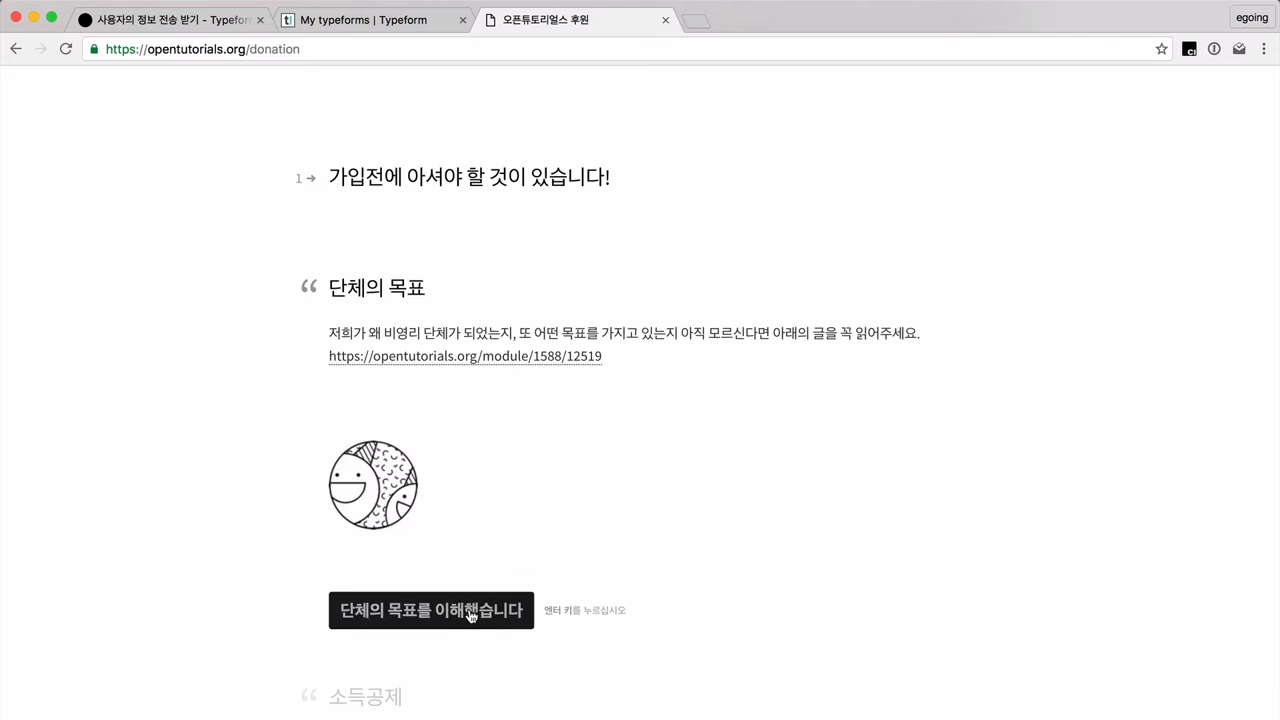 사용자의 정보 전송 받기 - Typeform
My typeforms | Typeform
오픈튜토리얼스 후원
egoing
https://opentutorials.org/donation
1 → 가입전에 아셔야 할 것이 있습니다!
“ 단체의 목표
저희가 왜 비영리 단체가 되었는지, 또 어떤 목표를 가지고 있는지 아직 모르신다면 아래의 글을 꼭 읽어주세요.
https://opentutorials.org/module/1588/12519
단체의 목표를 이해했습니다
엔터 키를 누르십시오
“ 소득공제